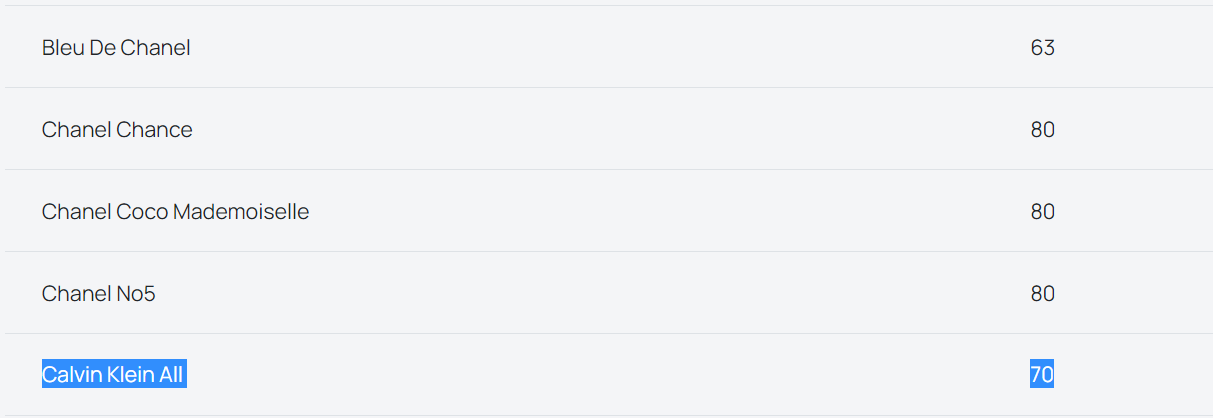 Bleu De Chanel 63
Chanel Chance 80
Chanel Coco Mademoiselle 80
Chanel No5 80
Calvin Klein All 70